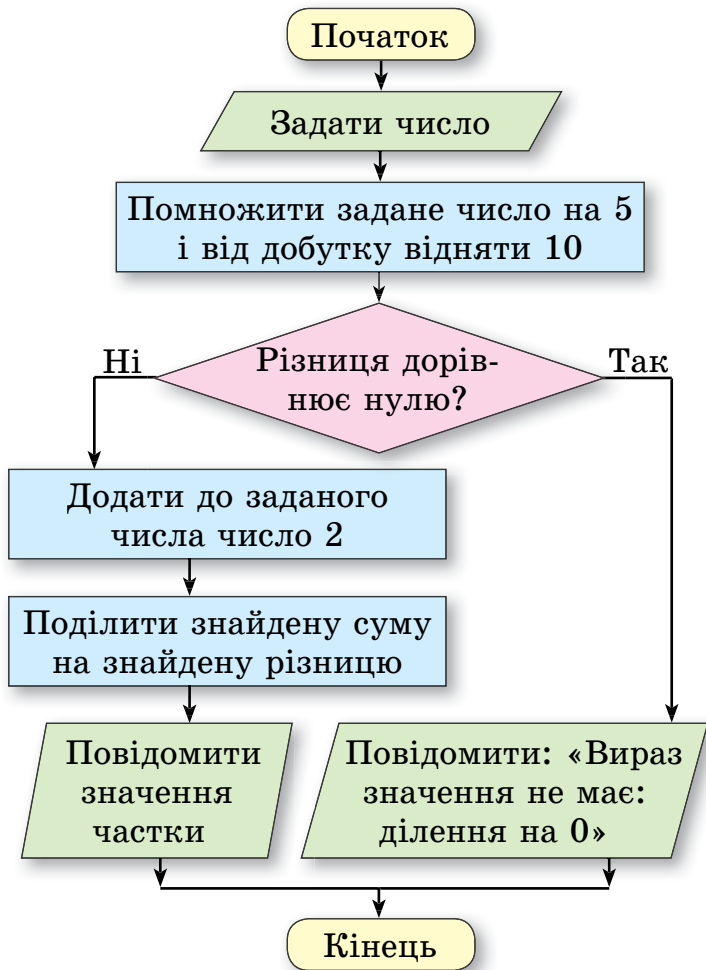 Початок
Задати число
Помножити задане число на 5
і від добутку відняти 10
Ні
Різниця дорів-
нює нулю?
Так
Додати до заданого
числа число 2
Поділити знайдену суму
на знайдену різницю
Повідомити
значення
частки
Повідомити: «Вираз
значення не має:
ділення на 0»
Кінець